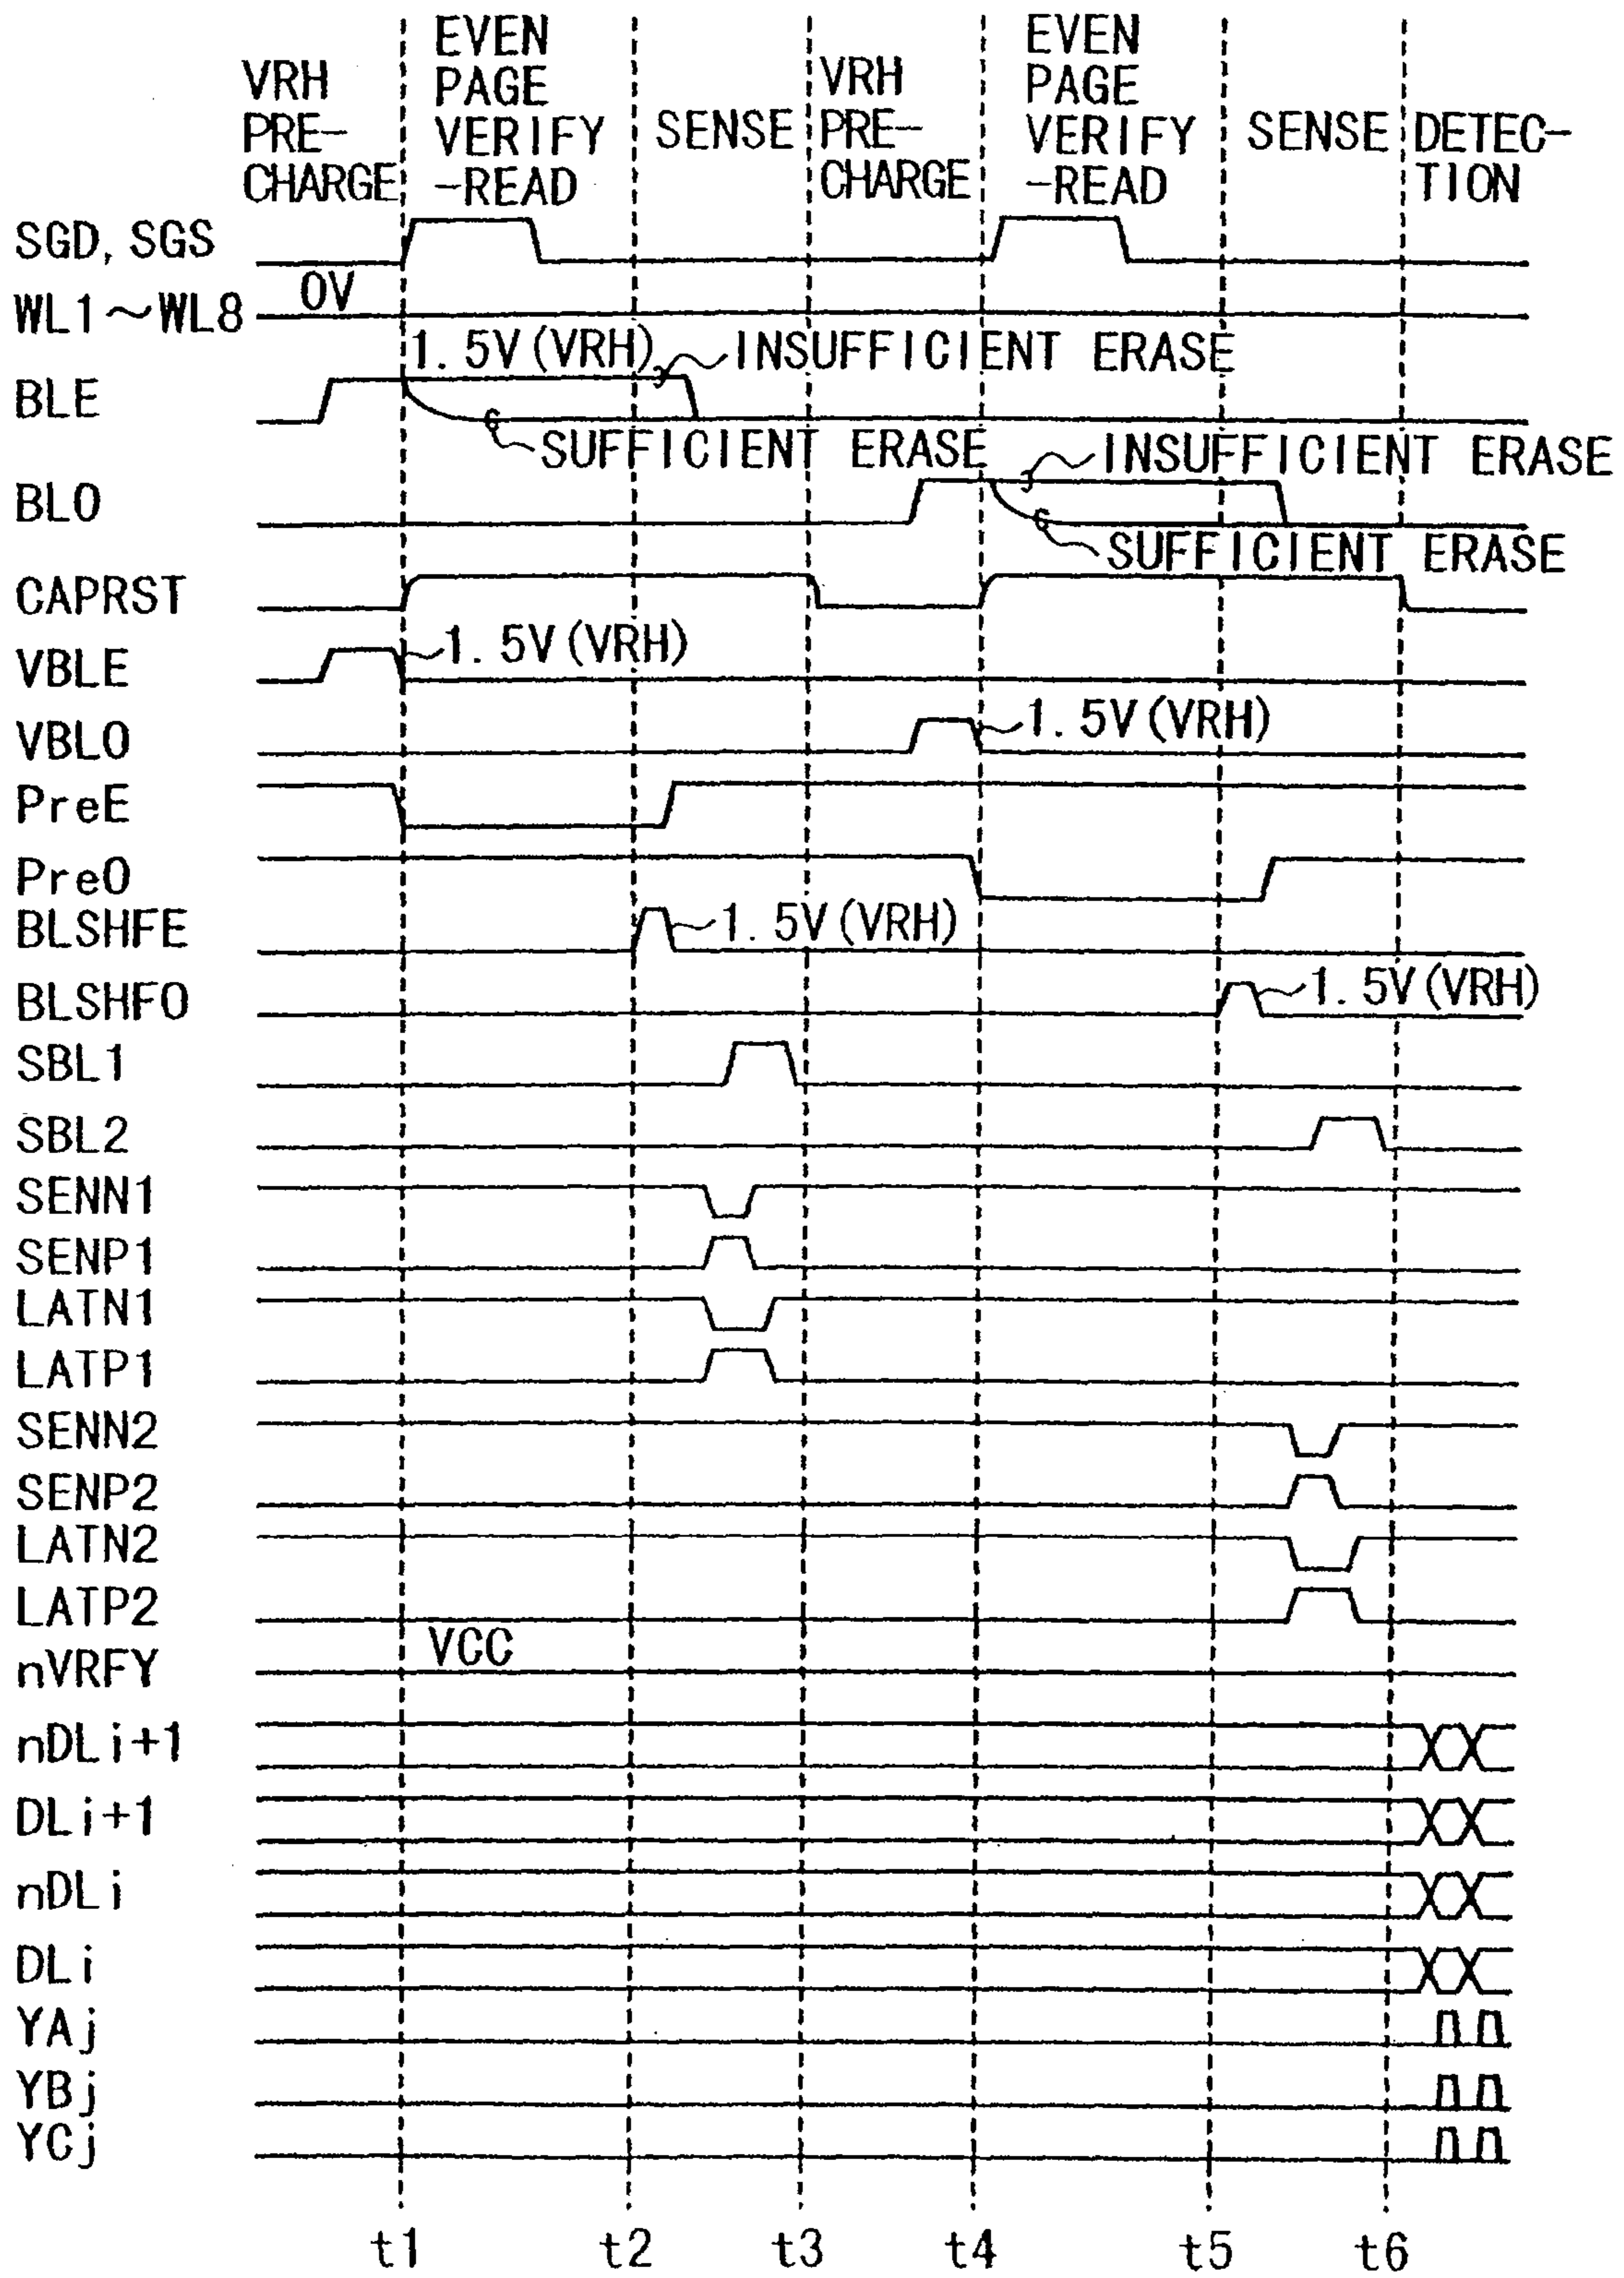 VRH PRE- CHARGE
EVEN PAGE VERIFY -READ
SENSE
VRH PRE- CHARGE
EVEN PAGE VERIFY -READ
SENSE
DETEC- TION
SGD, SGS
WL1～WL8 0V
1.5V(VRH) INSUFFICIENT ERASE
BLE
SUFFICIENT ERASE INSUFFICIENT ERASE
BLO
SUFFICIENT ERASE
CAPRST
VBLE 1.5V(VRH)
VBLO 1.5V(VRH)
PreE
PreO
BLSHFE 1.5V(VRH)
BLSHFO 1.5V(VRH)
SBL1
SBL2
SENN1
SENP1
LATN1
LATP1
SENN2
SENP2
LATN2
LATP2
nVRFY VCC
nDLi+1
DLi+1
nDLi
DLi
YAj
YBj
YCj
t1 t2 t3 t4 t5 t6